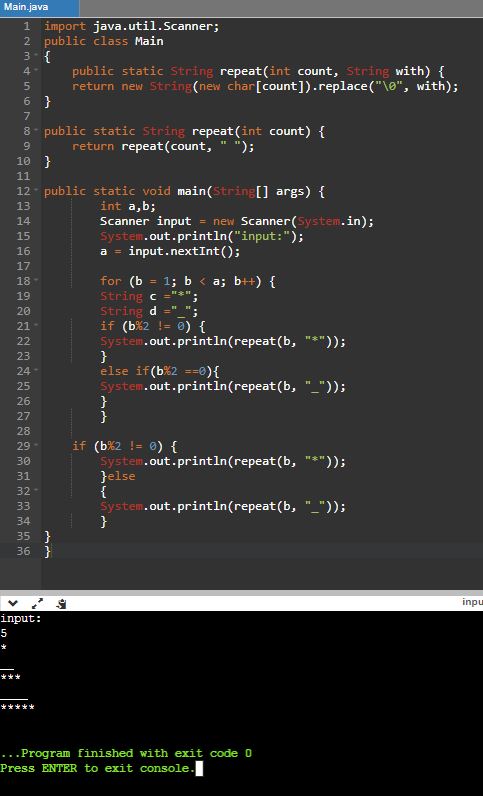 Main.java
1 import java.util.Scanner;
2 public class Main
3 {
4 public static String repeat(int count, String with) {
5 return new String(new char[count]).replace("\0", with);
6 }
7
8 public static String repeat(int count) {
9 return repeat(count, " ");
10 }
11
12 public static void main(String[] args) {
13 int a,b;
14 Scanner input = new Scanner(System.in);
15 System.out.println("input:");
16 a = input.nextInt();
17
18 for (b = 1; b < a; b++) {
19 String c ="*";
20 String d ="_";
21 if (b%2 != 0) {
22 System.out.println(repeat(b, "*"));
23 }
24 else if(b%2 ==0){
25 System.out.println(repeat(b, "_"));
26 }
27 }
28
29 if (b%2 != 0) {
30 System.out.println(repeat(b, "*"));
31 }else
32 {
33 System.out.println(repeat(b, "_"));
34 }
35 }
36 }
inpu
input:
5
*
__
***
____
*****
...Program finished with exit code 0
Press ENTER to exit console.